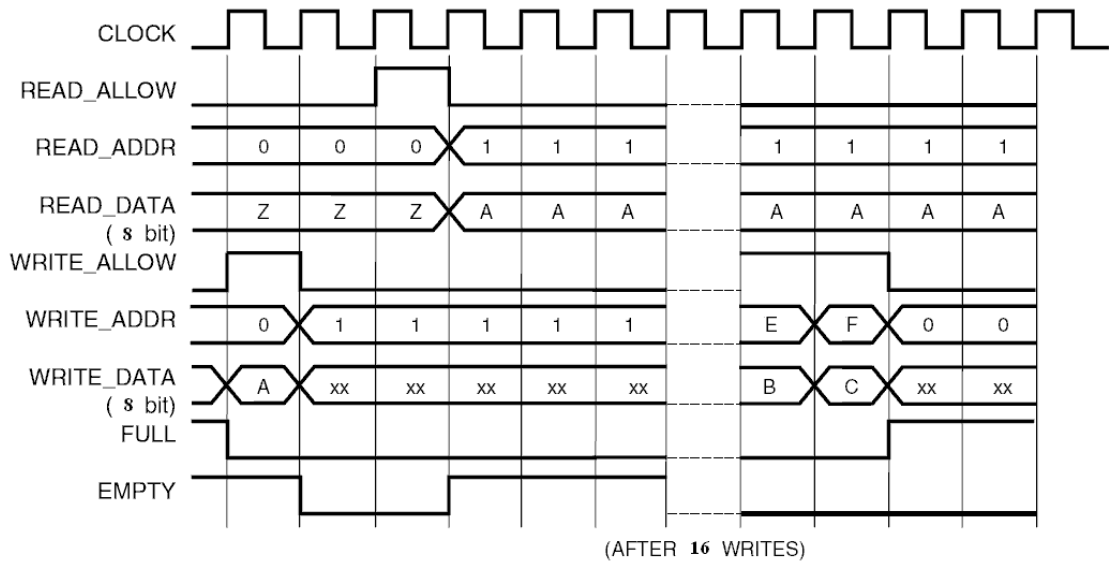 CLOCK
READ_ALLOW
READ_ADDR 0 0 0 1 1 1 1 1 1 1
READ_DATA Z Z Z A A A A A A A
( 8 bit)
WRITE_ALLOW
WRITE_ADDR 0 1 1 1 1 1 E F 0 0
WRITE_DATA A xx xx xx xx xx B C xx xx
( 8 bit)
FULL
EMPTY
(AFTER 16 WRITES)